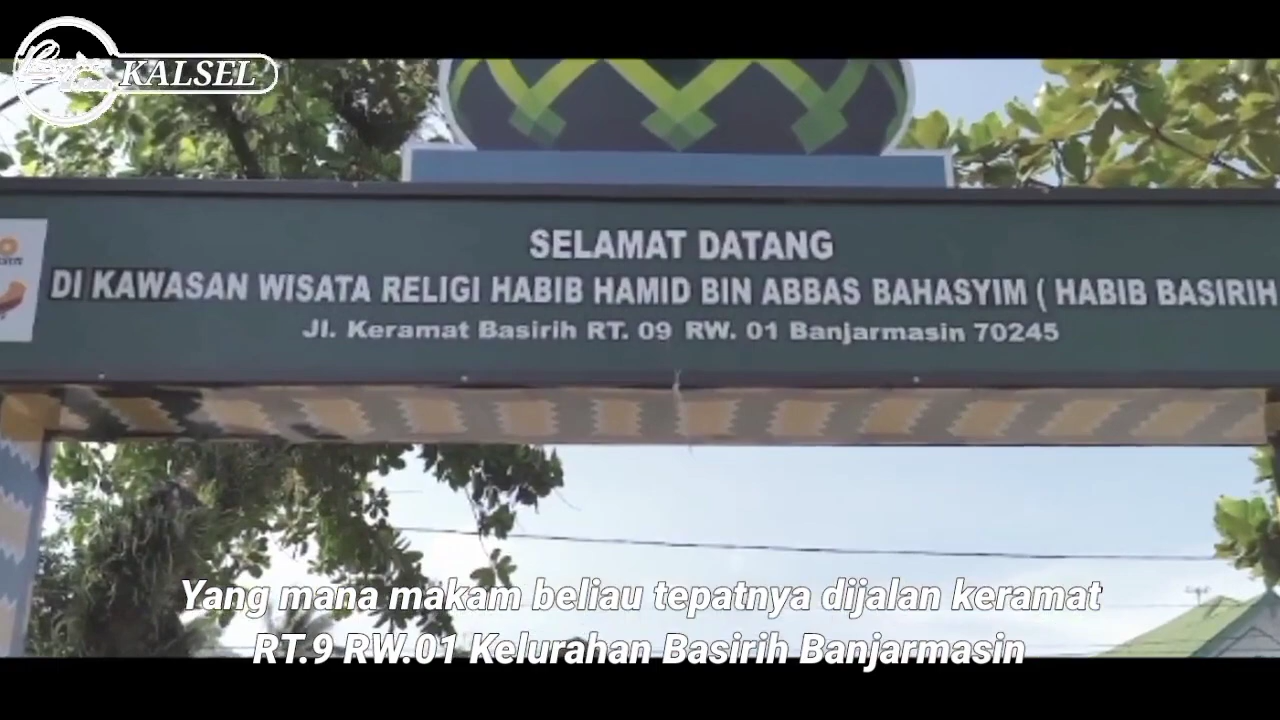 KALSEL
SELAMAT DATANG
DI KAWASAN WISATA RELIGI HABIB HAMID BIN ABBAS BAHASYIM ( HABIB BASIRIH
Jl. Keramat Basirih RT. 09 RW. 01 Banjarmasin 70245
Yang mana makam beliau tepatnya dijalan keramat
RT.9 RW.01 Kelurahan Basirih Banjarmasin